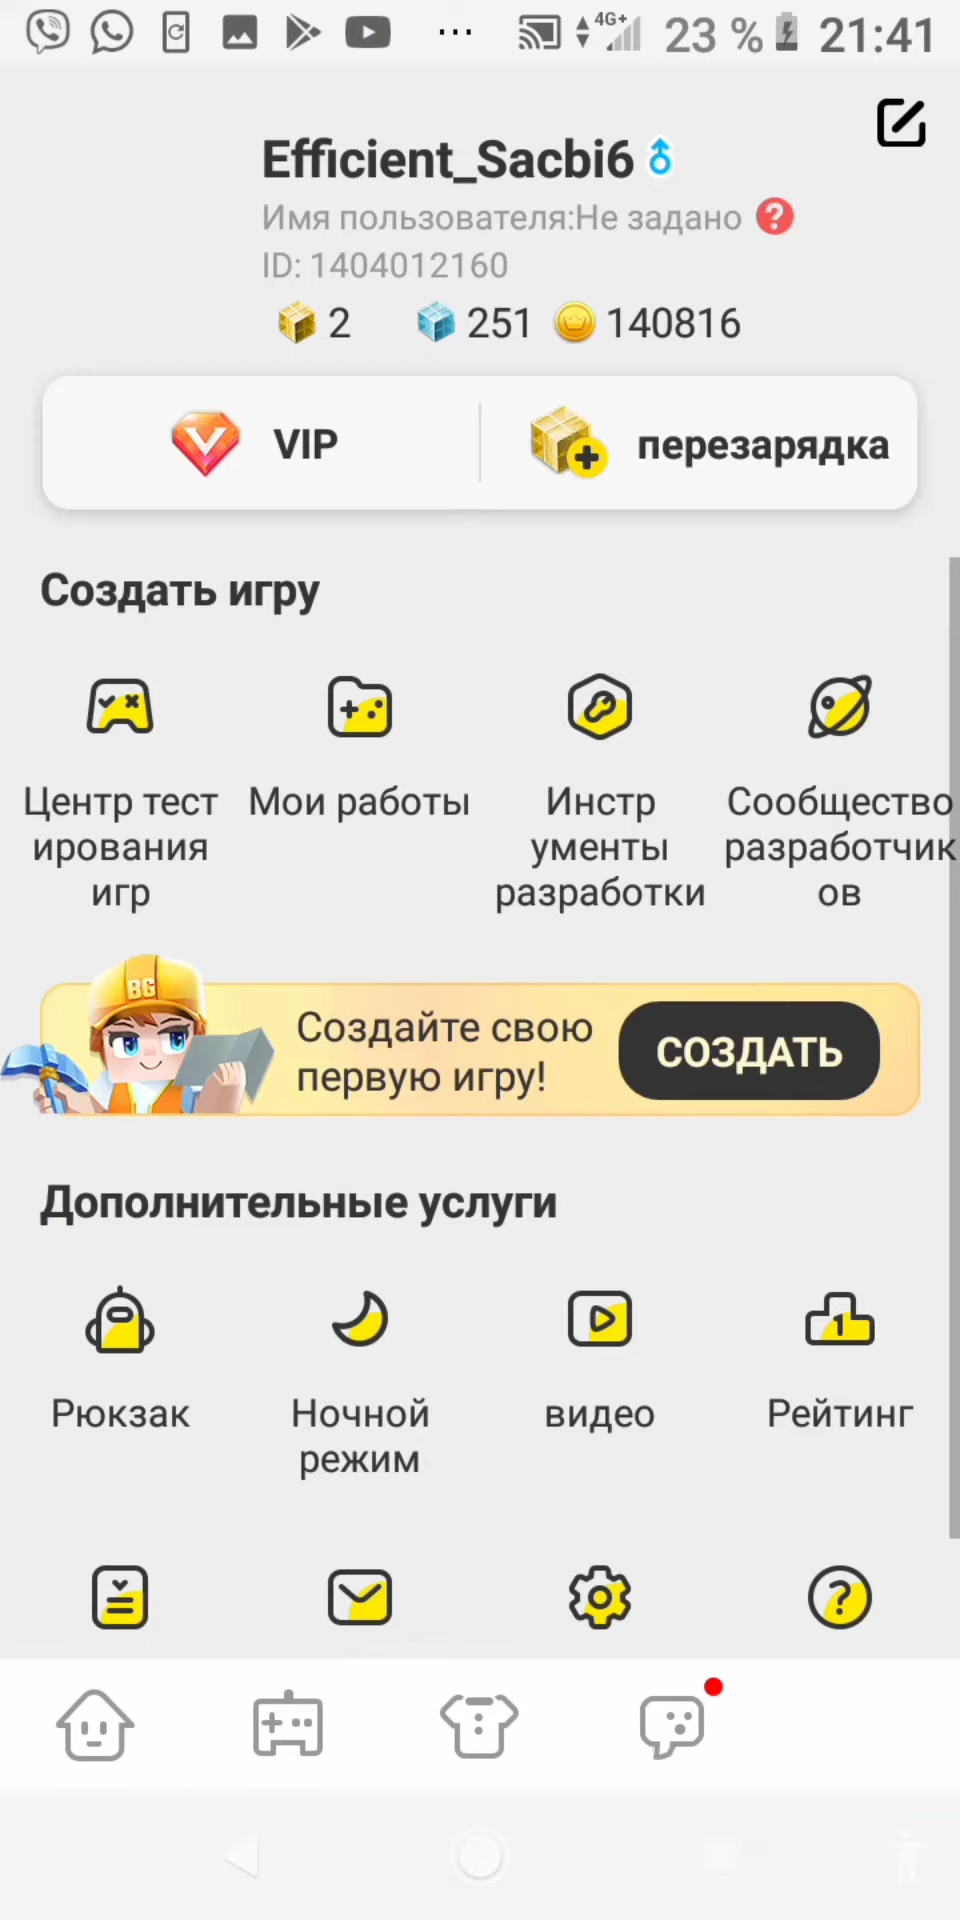 4G+ 23 % 21:41
Efficient_Sacbi6
Имя пользователя:Не задано ?
ID: 1404012160
2 251 140816
VIP перезарядка
Создать игру
Центр тест
ирования
игр
Мои работы
Инстр
ументы
разработки
Сообщество
разработчик
ов
BG
Создайте свою
первую игру!
СОЗДАТЬ
Дополнительные услуги
1
Рюкзак
Ночной
режим
видео
Рейтинг
?